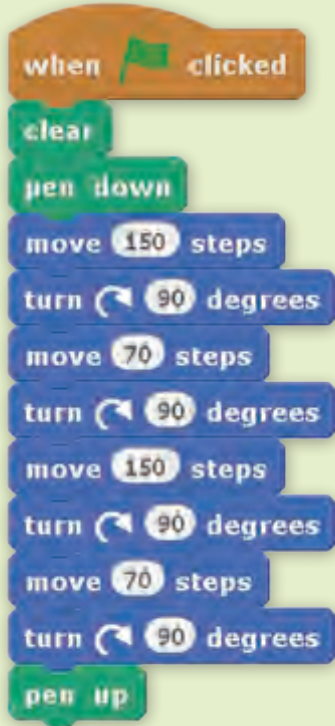 when clicked
clear
pen down
move 150 steps
turn 90 degrees
move 70 steps
turn 90 degrees
move 150 steps
turn 90 degrees
move 70 steps
turn 90 degrees
pen up